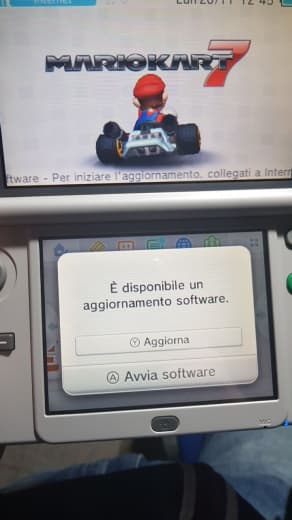 Internet
MARIOKART 7
ftware - Per iniziare l'aggiornamento, collegati a Intern
È disponibile un
aggiornamento software.
Ⓨ Aggiorna
Ⓐ Avvia software